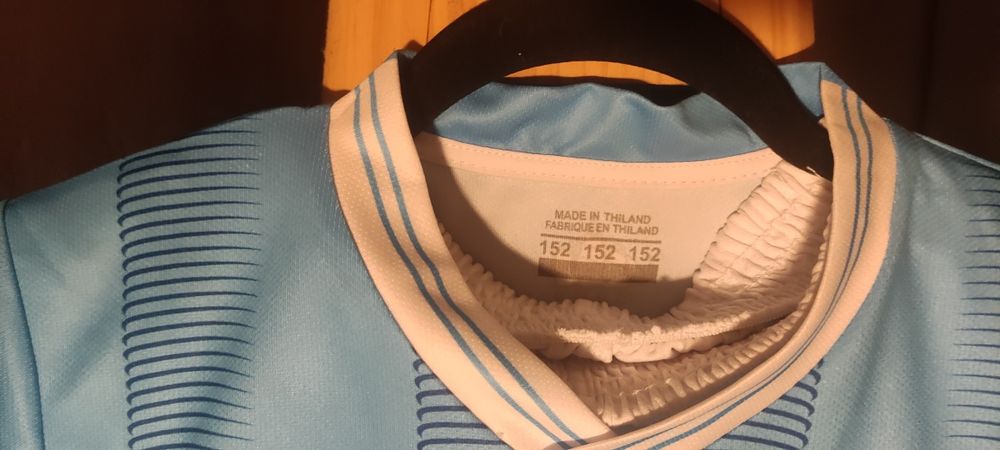 MADE IN THILAND
FABRIQUE EN THILAND
152 152 152